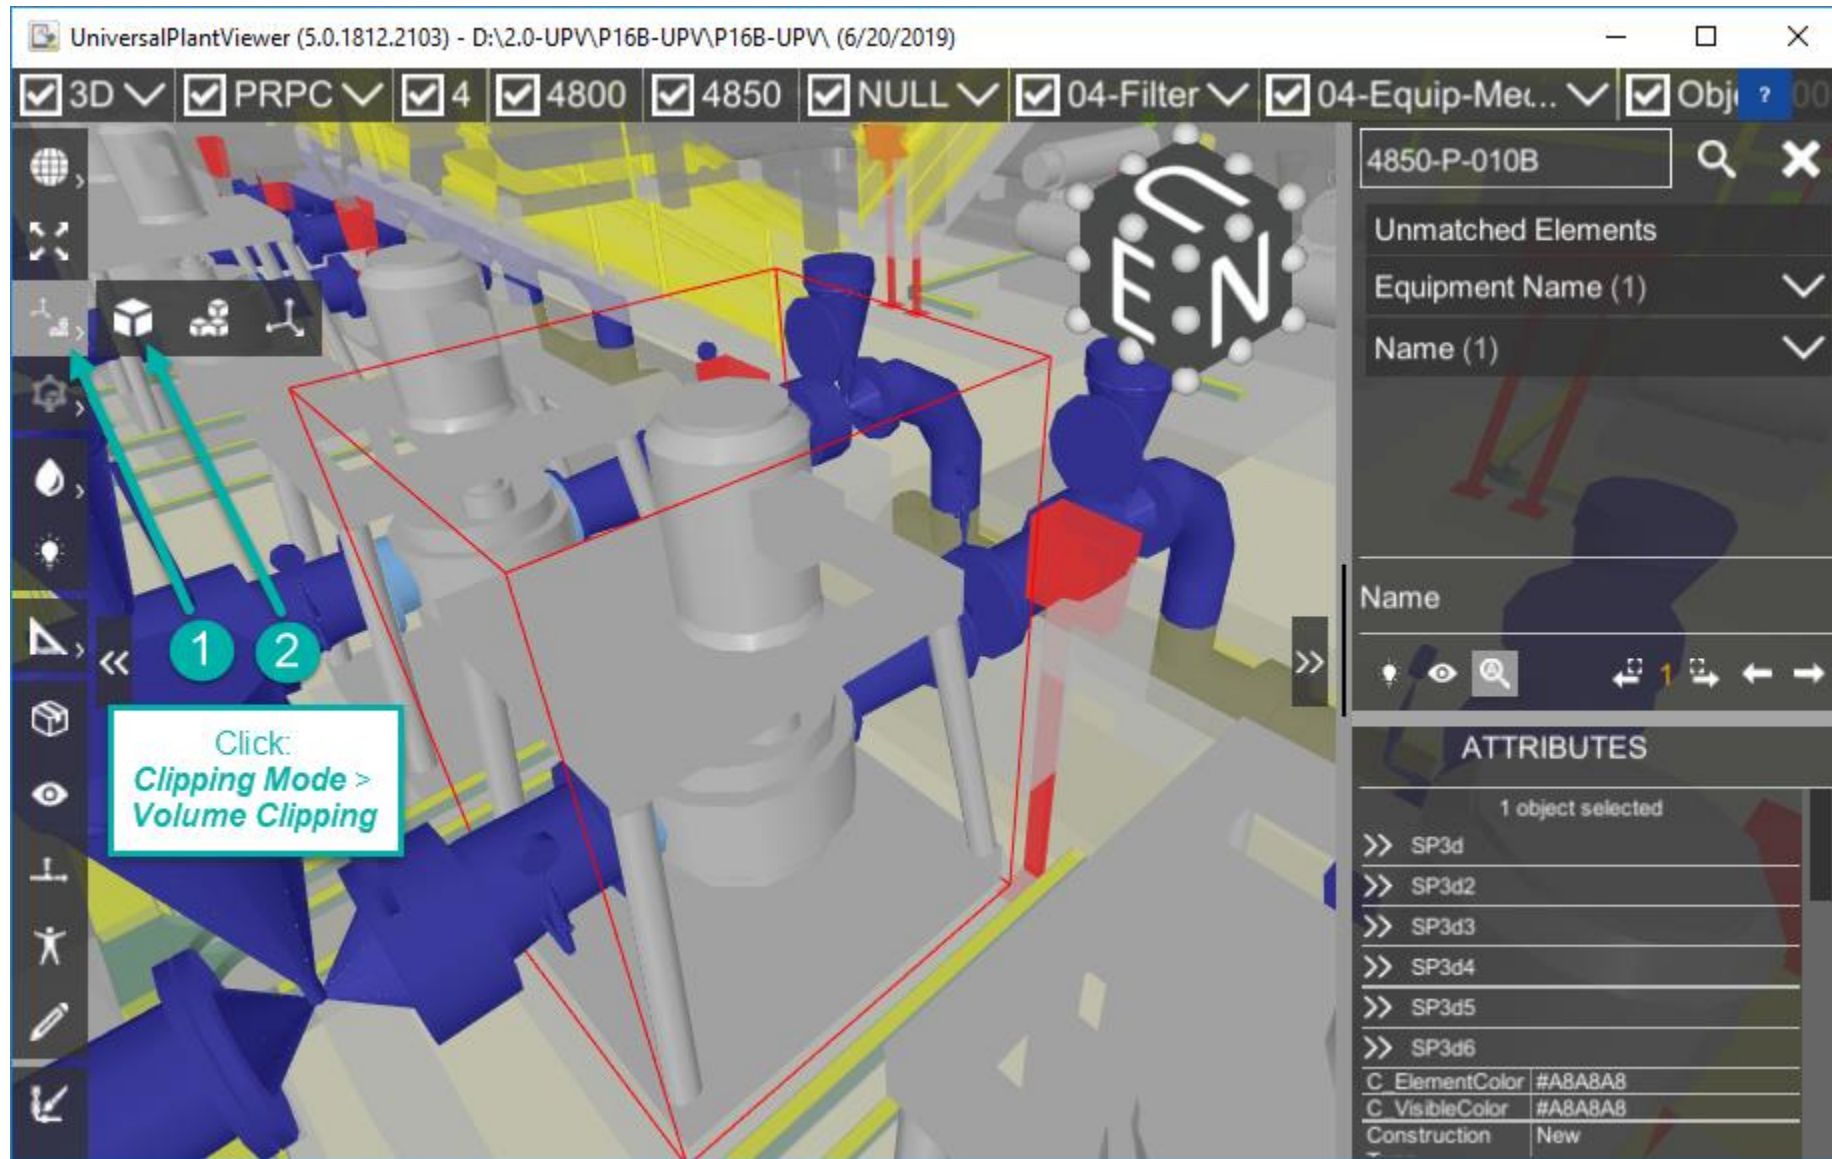 UniversalPlantViewer (5.0.1812.2103) - D:\2.0-UPV\P16B-UPV\P16B-UPV\ (6/20/2019)
3D PRPC 4 4800 4850 NULL 04-Filter 04-Equip-Mec... Obj ? 00
4850-P-010B
Unmatched Elements
Equipment Name (1)
Name (1)
U
E N
1 2
Click:
Clipping Mode >
Volume Clipping
Name
1
ATTRIBUTES
1 object selected
SP3d
SP3d2
SP3d3
SP3d4
SP3d5
SP3d6
C_ElementColor #A8A8A8
C_VisibleColor #A8A8A8
Construction New